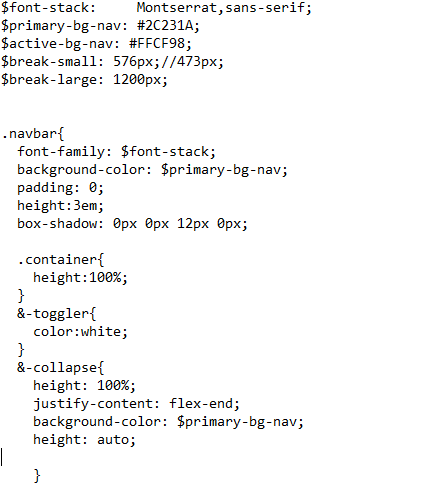 $font-stack:     Montserrat,sans-serif;
$primary-bg-nav: #2C231A;
$active-bg-nav: #FFCF98;
$break-small: 576px;//473px;
$break-large: 1200px;


.navbar{
  font-family: $font-stack;
  background-color: $primary-bg-nav;
  padding: 0;
  height:3em;
  box-shadow: 0px 0px 12px 0px;

  .container{
    height:100%;
  }
  &-toggler{
    color:white;
  }
  &-collapse{
    height: 100%;
    justify-content: flex-end;
    background-color: $primary-bg-nav;
    height: auto;

    }